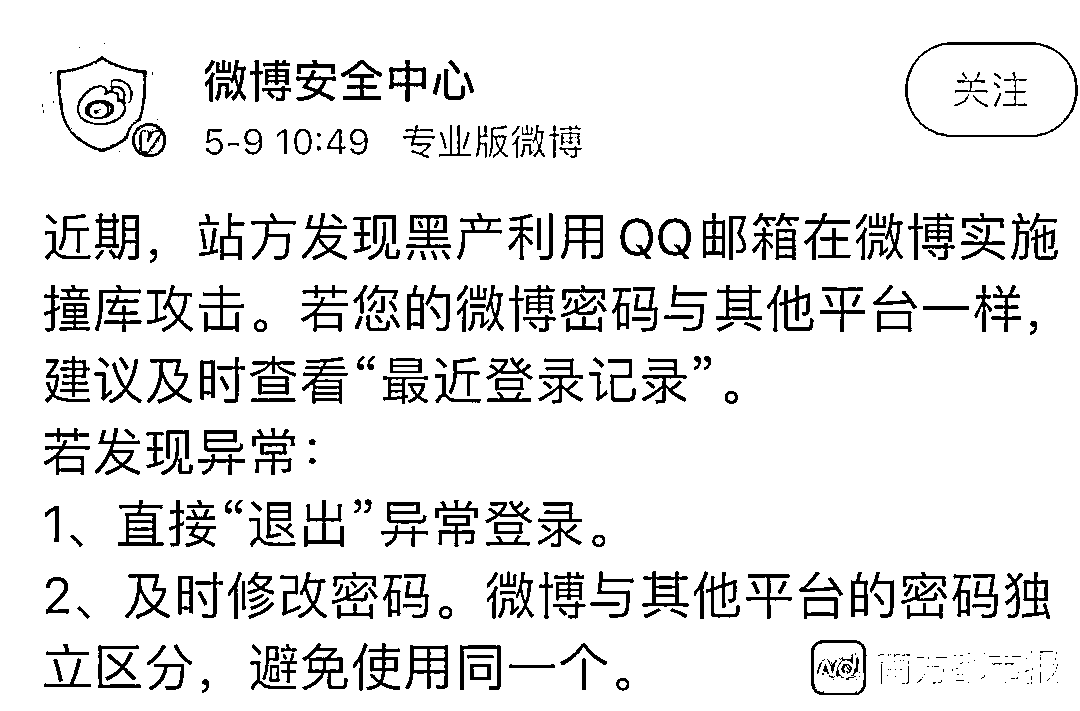 微博安全中心
关注
5-9 10:49 专业版微博
近期，站方发现黑产利用QQ邮箱在微博实施
撞库攻击。若您的微博密码与其他平台一样，
建议及时查看“最近登录记录”。
若发现异常：
1、直接“退出”异常登录。
2、及时修改密码。微博与其他平台的密码独
立区分，避免使用同一个。
南方都市报